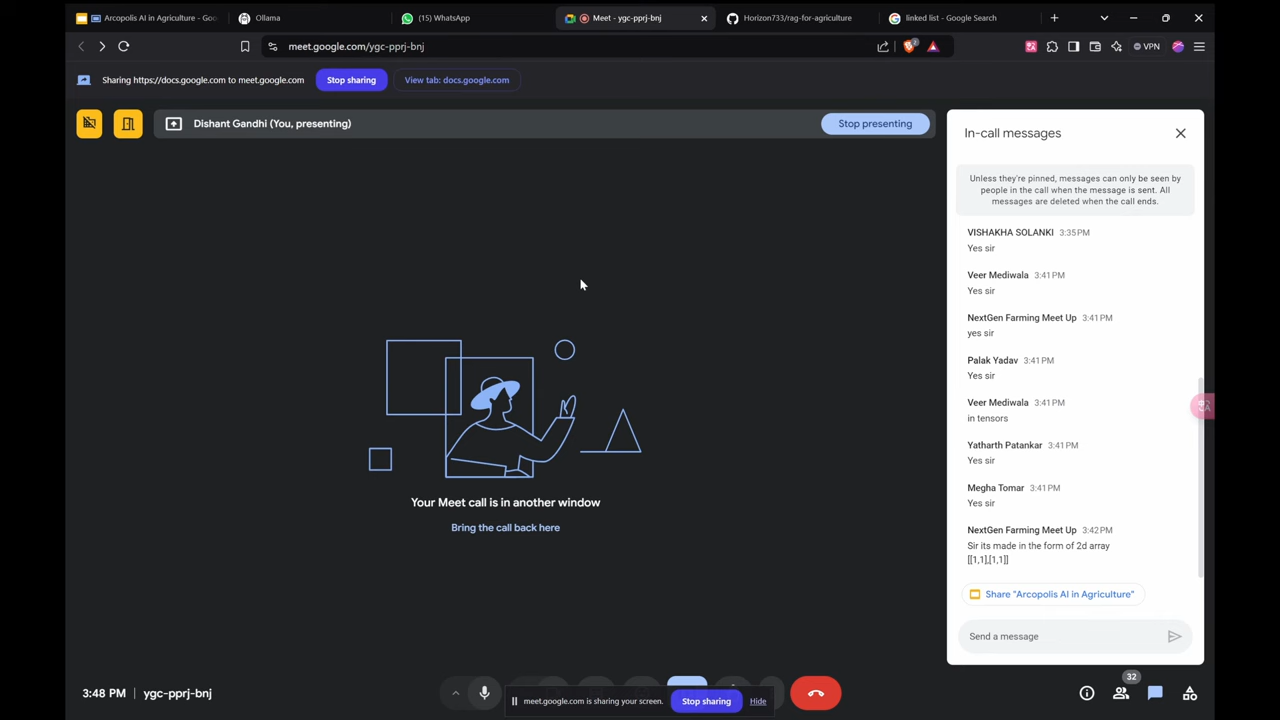 Arcopolis AI in Agriculture - Goo
Ollama
(15) WhatsApp
Meet - ygc-pprj-bnj
Horizon733/rag-for-agriculture
linked list - Google Search
meet.google.com/ygc-pprj-bnj
2
VPN
Sharing https://docs.google.com to meet.google.com
Stop sharing
View tab: docs.google.com
Dishant Gandhi (You, presenting)
Stop presenting
Your Meet call is in another window
Bring the call back here
In-call messages
Unless they're pinned, messages can only be seen by
people in the call when the message is sent. All
messages are deleted when the call ends.
VISHAKHA SOLANKI 3:35 PM
Yes sir
Veer Mediwala 3:41 PM
Yes sir
NextGen Farming Meet Up 3:41 PM
yes sir
Palak Yadav 3:41 PM
Yes sir
Veer Mediwala 3:41 PM
in tensors
Yatharth Patankar 3:41 PM
Yes sir
Megha Tomar 3:41 PM
Yes sir
NextGen Farming Meet Up 3:42 PM
Sir its made in the form of 2d array
[[1,1],[1,1]]
Share "Arcopolis AI in Agriculture"
Send a message
3:48 PM | ygc-pprj-bnj
meet.google.com is sharing your screen.
Stop sharing
Hide
32